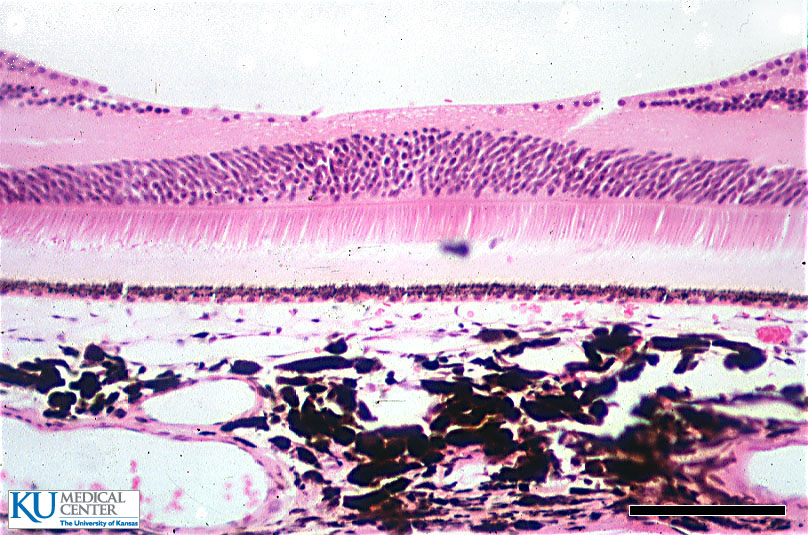 KU MEDICAL
CENTER
The University of Kansas